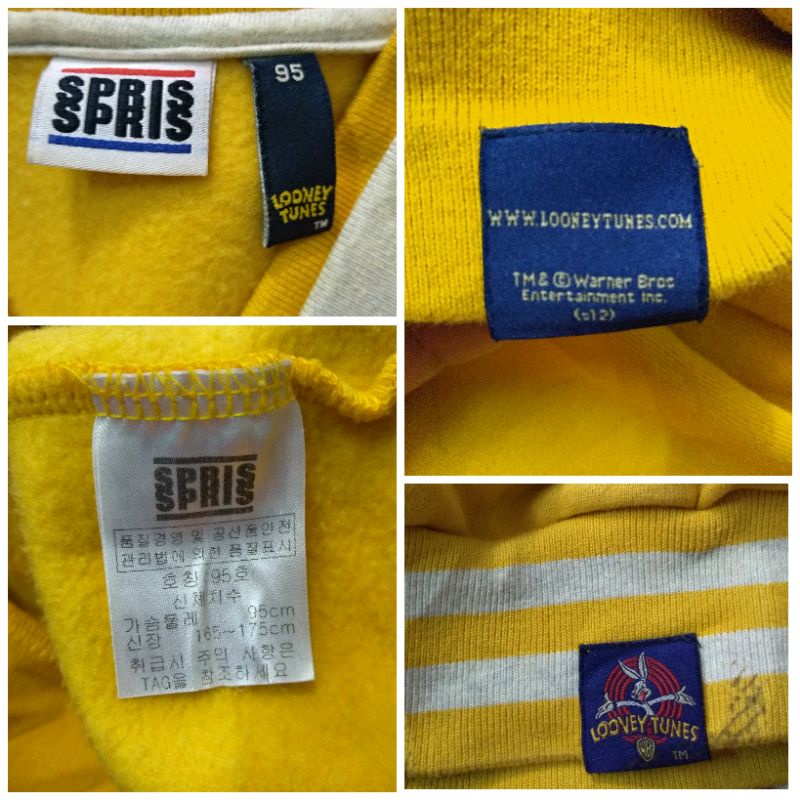 SPRIS
SPRIS
95
LOONEY
TUNES
TM
WWW.LOONEYTUNES.COM
TM & © Warner Bros
Entertainment Inc.
(s12)
SPRIS
SPRIS
품질경영 및 공산품안전
관리법에 의한 품질표시
호칭 95호
신체치수
가슴둘레 95cm
신장 165~175cm
취급시 주의 사항은
TAG을 참조하세요
LOONEY TUNES
WB
TM